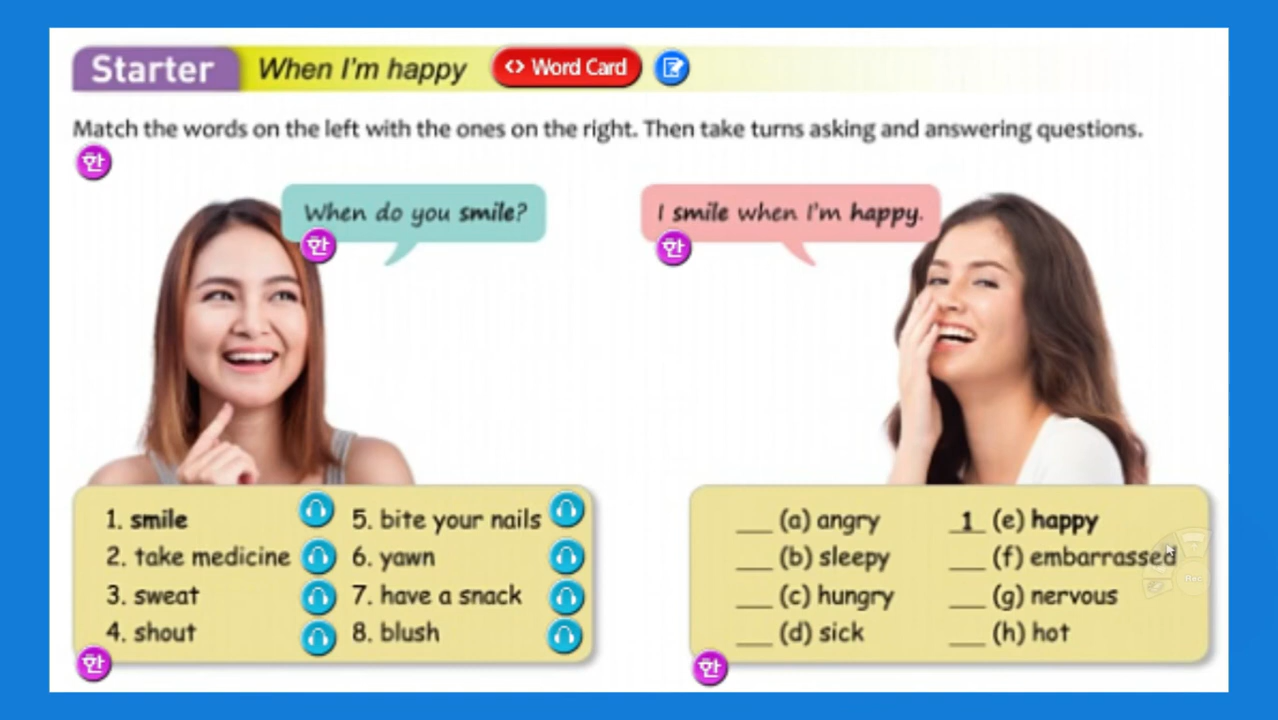 Starter When I'm happy <> Word Card
Match the words on the left with the ones on the right. Then take turns asking and answering questions.
한
When do you smile?
한
I smile when I'm happy.
한
1. smile
2. take medicine
3. sweat
4. shout
5. bite your nails
6. yawn
7. have a snack
8. blush
한
___ (a) angry
___ (b) sleepy
___ (c) hungry
___ (d) sick
1 (e) happy
___ (f) embarrassed
___ (g) nervous
___ (h) hot
한
Rec